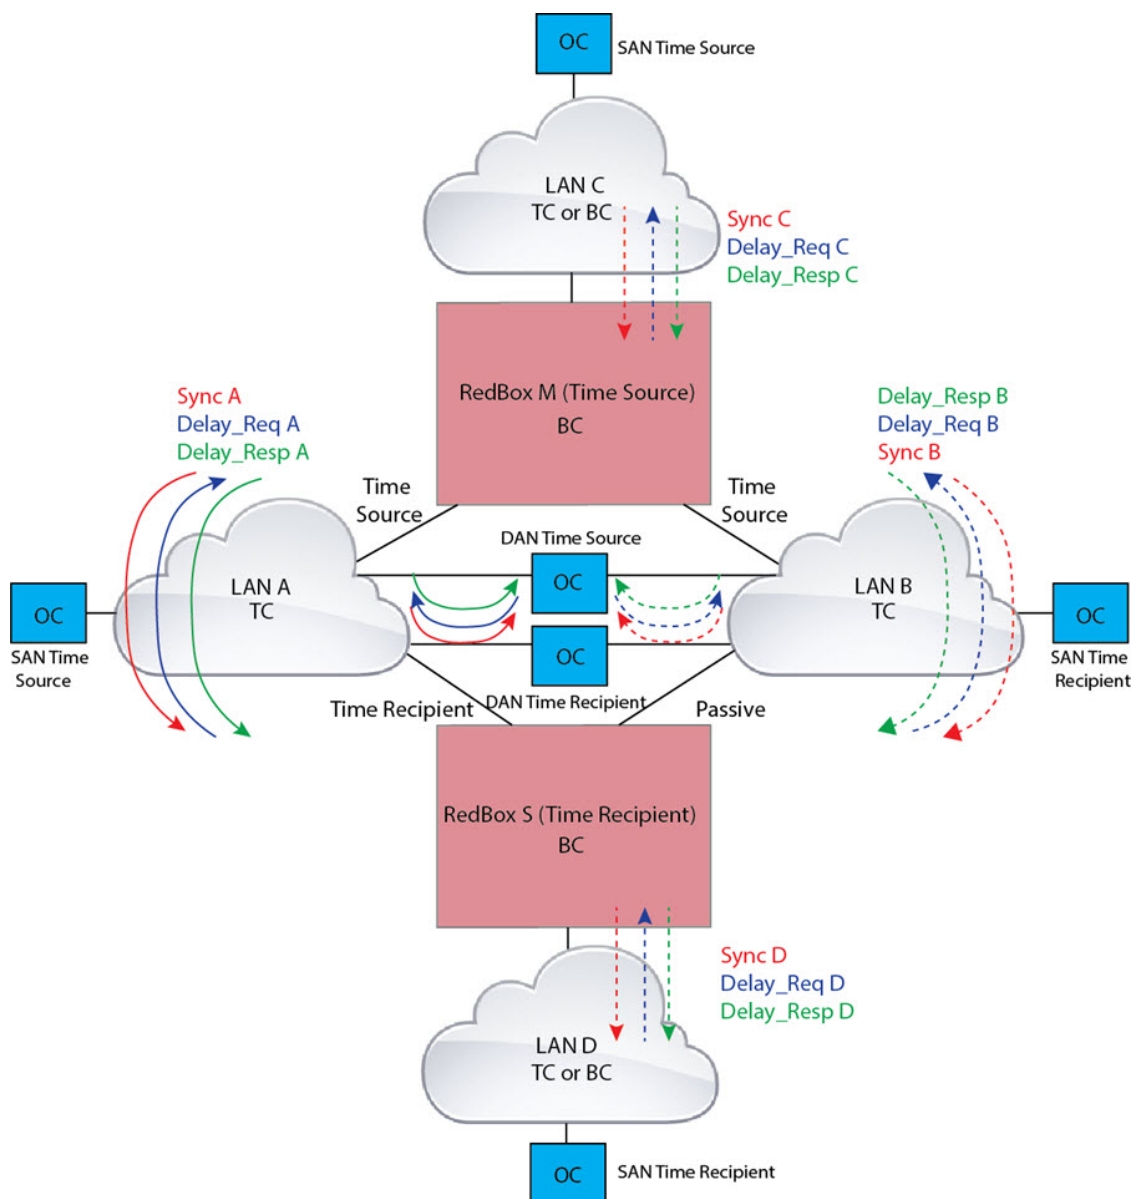 OC
SAN Time Source
LAN C
TC or BC
Sync C
Delay_Req C
Delay_Resp C
RedBox M (Time Source)
BC
Sync A
Delay_Req A
Delay_Resp A
Delay_Resp B
Delay_Req B
Sync B
Time
Source
Time
Source
DAN Time Source
OC
LAN A
TC
LAN B
TC
OC
SAN Time
Source
OC
SAN Time
Recipient
OC
DAN Time Recipient
Time Recipient
Passive
RedBox S (Time Recipient)
BC
Sync D
Delay_Req D
Delay_Resp D
LAN D
TC or BC
OC
SAN Time Recipient